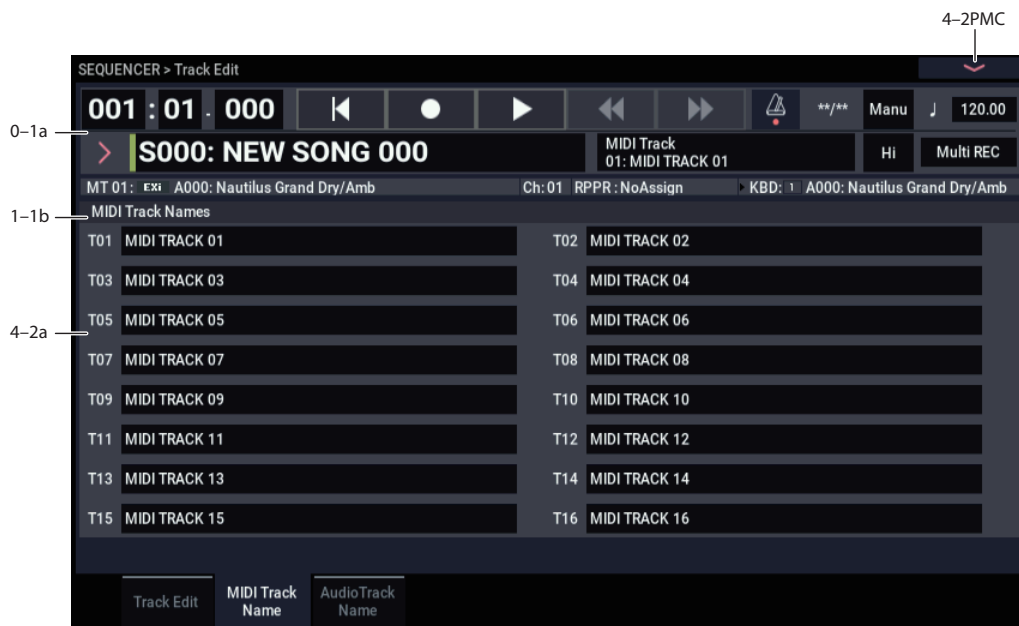 4–2PMC
SEQUENCER > Track Edit
001 : 01 . 000 **/** Manu ♩ 120.00
0–1a
S000: NEW SONG 000 MIDI Track Hi Multi REC
01: MIDI TRACK 01
MT 01: EXi A000: Nautilus Grand Dry/Amb Ch: 01 RPPR : NoAssign KBD: 1 A000: Nautilus Grand Dry/Amb
1–1b
MIDI Track Names
T01 MIDI TRACK 01 T02 MIDI TRACK 02
T03 MIDI TRACK 03 T04 MIDI TRACK 04
T05 MIDI TRACK 05 T06 MIDI TRACK 06
4–2a
T07 MIDI TRACK 07 T08 MIDI TRACK 08
T09 MIDI TRACK 09 T10 MIDI TRACK 10
T11 MIDI TRACK 11 T12 MIDI TRACK 12
T13 MIDI TRACK 13 T14 MIDI TRACK 14
T15 MIDI TRACK 15 T16 MIDI TRACK 16
Track Edit
MIDI Track
Name
AudioTrack
Name